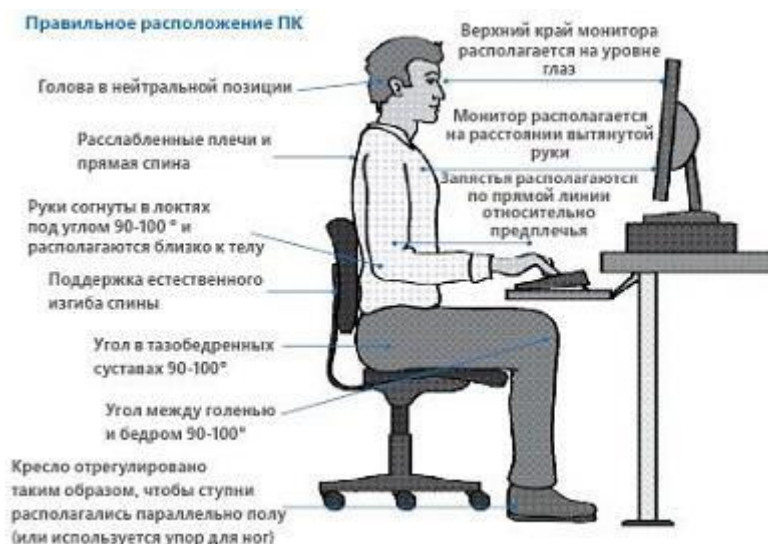 Правильное расположение ПК
Верхний край монитора
располагается на уровне
глаз
Голова в нейтральной позиции
Монитор располагается
на расстоянии вытянутой
руки
Расслабленные плечи и
прямая спина
Запястья располагаются
по прямой линии
относительно
предплечья
Руки согнуты в локтях
под углом 90-100 ° и
располагаются близко к телу
Поддержка естественного
изгиба спины
Угол в тазобедренных
суставах 90-100°
Угол между голенью
и бедром 90-100°
Кресло отрегулировано
таким образом, чтобы ступни
располагались параллельно полу
(или используется упор для ног)